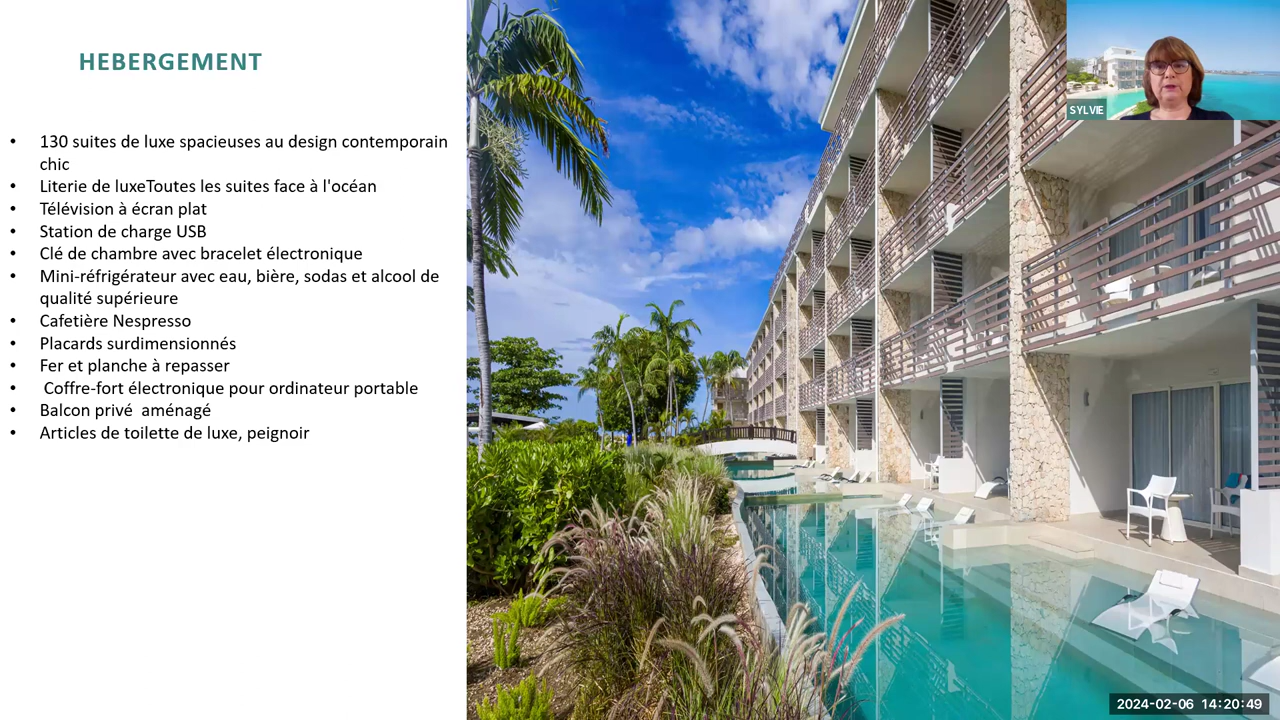 HEBERGEMENT
• 130 suites de luxe spacieuses au design contemporain
chic
• Literie de luxeToutes les suites face à l'océan
• Télévision à écran plat
• Station de charge USB
• Clé de chambre avec bracelet électronique
• Mini-réfrigérateur avec eau, bière, sodas et alcool de
qualité supérieure
• Cafetière Nespresso
• Placards surdimensionnés
• Fer et planche à repasser
• Coffre-fort électronique pour ordinateur portable
• Balcon privé  aménagé
• Articles de toilette de luxe, peignoir
SYLVIE
2024-02-06 14:20:49